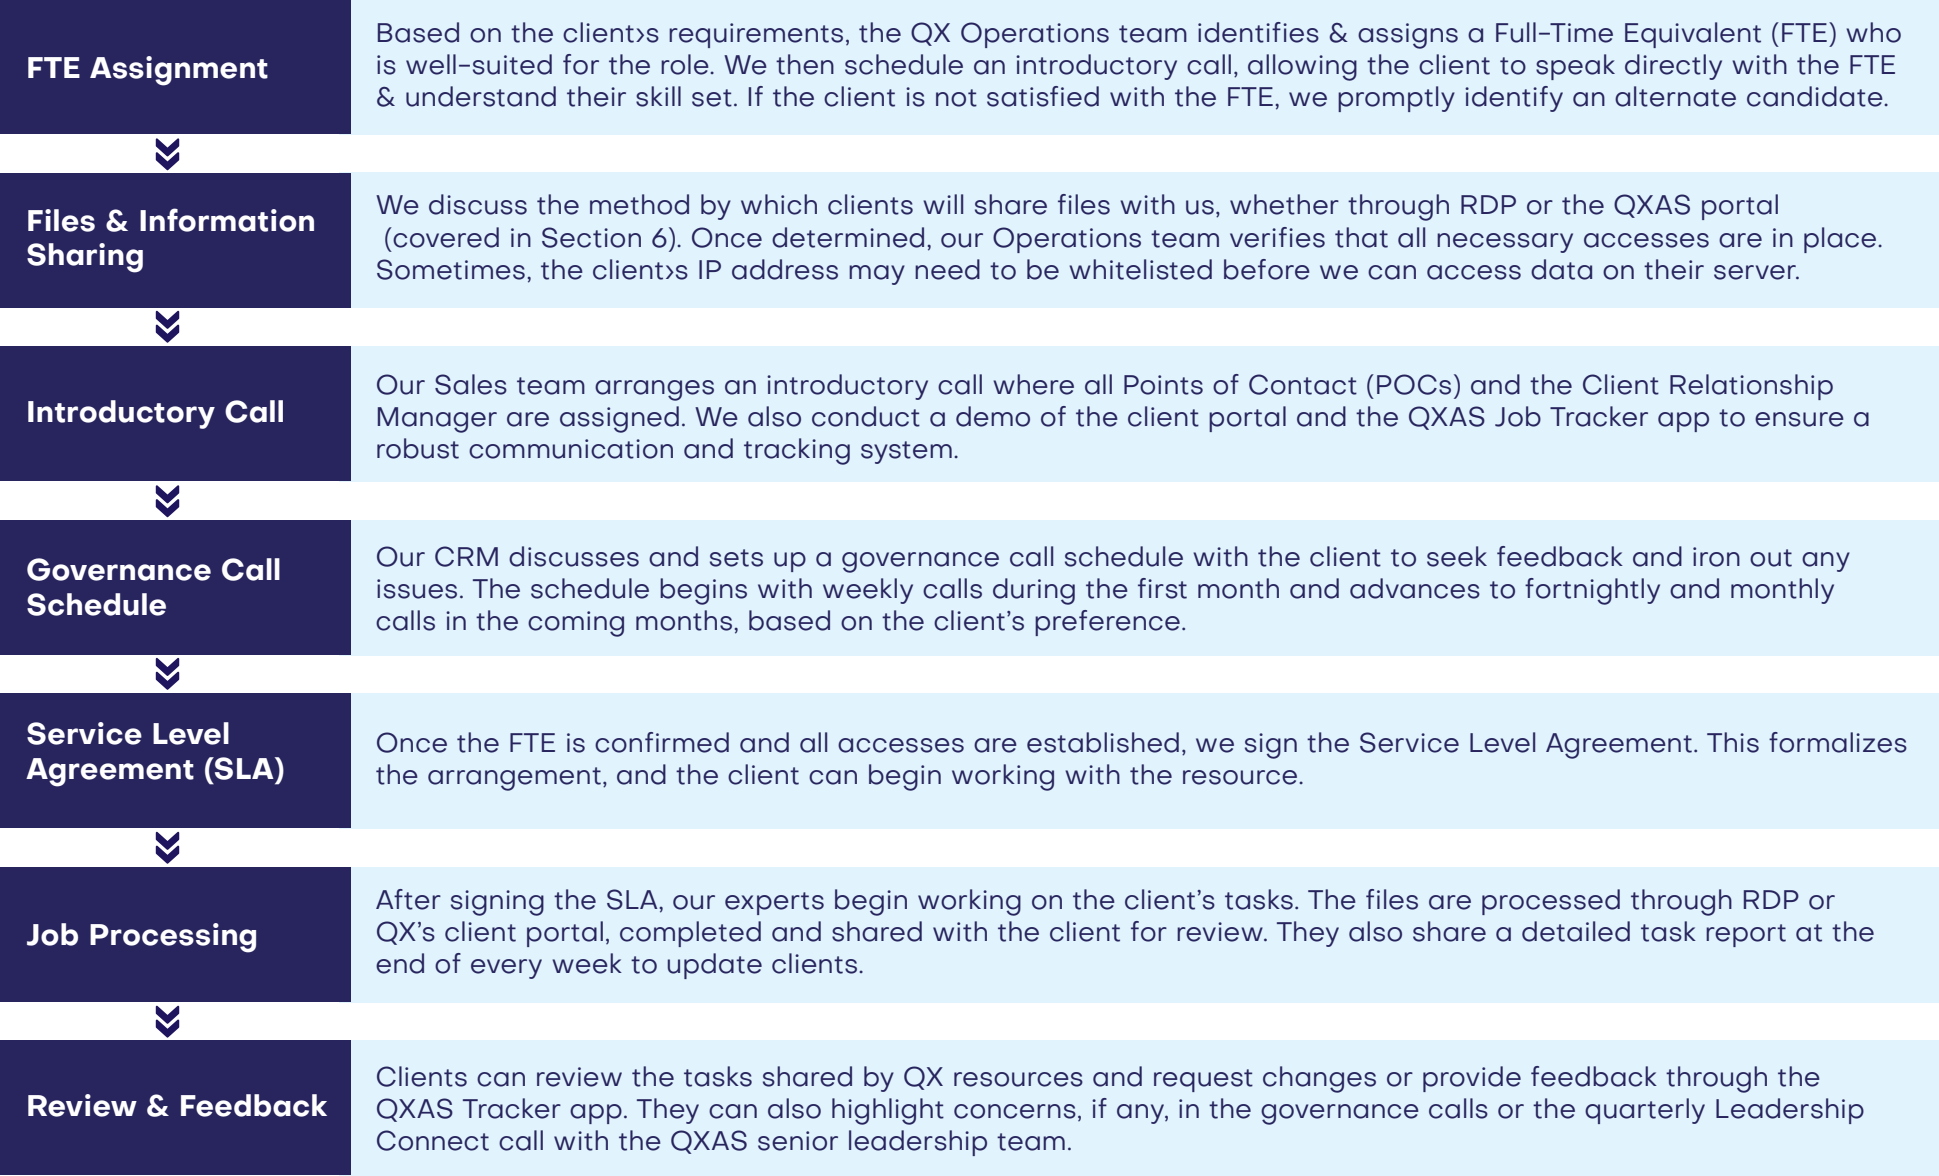 FTE Assignment
Based on the client›s requirements, the QX Operations team identifies & assigns a Full-Time Equivalent (FTE) who
is well-suited for the role. We then schedule an introductory call, allowing the client to speak directly with the FTE
& understand their skill set. If the client is not satisfied with the FTE, we promptly identify an alternate candidate.
Files & Information
Sharing
We discuss the method by which clients will share files with us, whether through RDP or the QXAS portal
(covered in Section 6). Once determined, our Operations team verifies that all necessary accesses are in place.
Sometimes, the client›s IP address may need to be whitelisted before we can access data on their server.
Introductory Call
Our Sales team arranges an introductory call where all Points of Contact (POCs) and the Client Relationship
Manager are assigned. We also conduct a demo of the client portal and the QXAS Job Tracker app to ensure a
robust communication and tracking system.
Governance Call
Schedule
Our CRM discusses and sets up a governance call schedule with the client to seek feedback and iron out any
issues. The schedule begins with weekly calls during the first month and advances to fortnightly and monthly
calls in the coming months, based on the client’s preference.
Service Level
Agreement (SLA)
Once the FTE is confirmed and all accesses are established, we sign the Service Level Agreement. This formalizes
the arrangement, and the client can begin working with the resource.
Job Processing
After signing the SLA, our experts begin working on the client’s tasks. The files are processed through RDP or
QX’s client portal, completed and shared with the client for review. They also share a detailed task report at the
end of every week to update clients.
Review & Feedback
Clients can review the tasks shared by QX resources and request changes or provide feedback through the
QXAS Tracker app. They can also highlight concerns, if any, in the governance calls or the quarterly Leadership
Connect call with the QXAS senior leadership team.